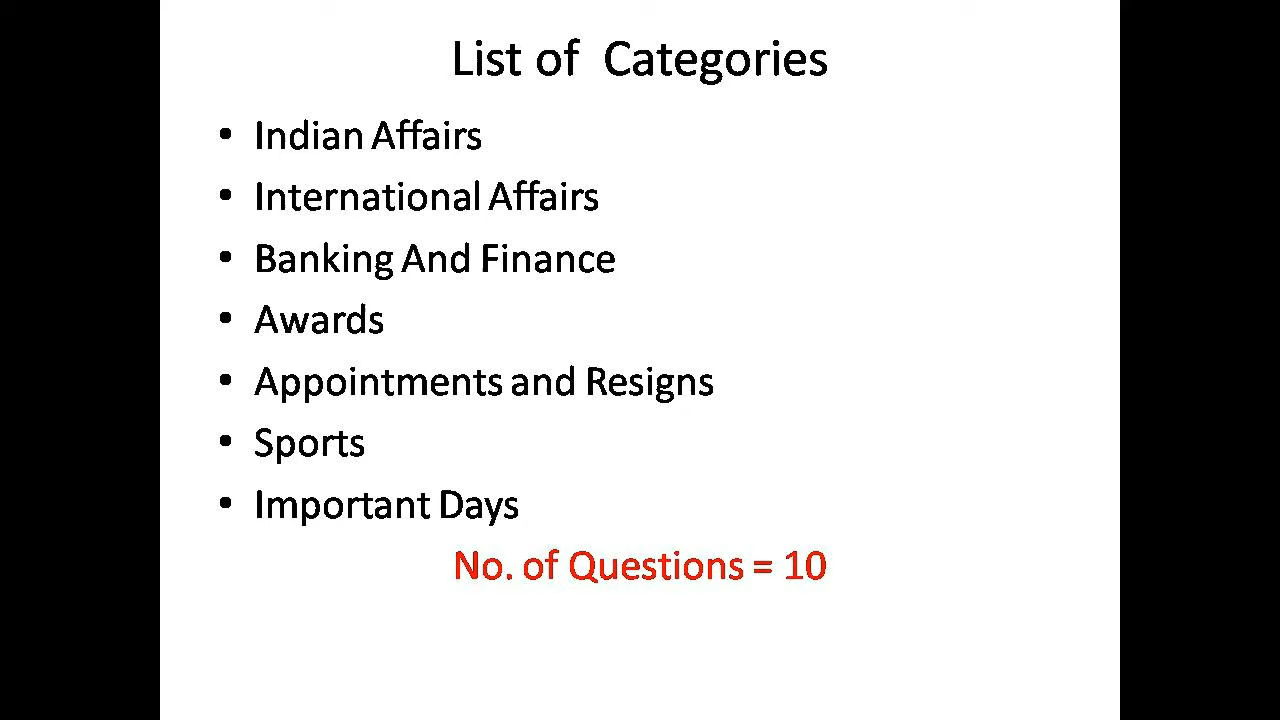 List of Categories
• Indian Affairs
• International Affairs
• Banking And Finance
• Awards
• Appointments and Resigns
• Sports
• Important Days
No. of Questions = 10